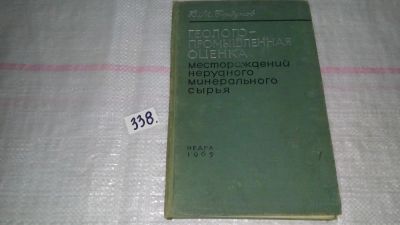 ГЕОЛОГО-
ПРОМЫШЛЕННАЯ
ОЦЕНКА
месторождений
нерудного
минерального
сырья
НЕДРА
1965
338.